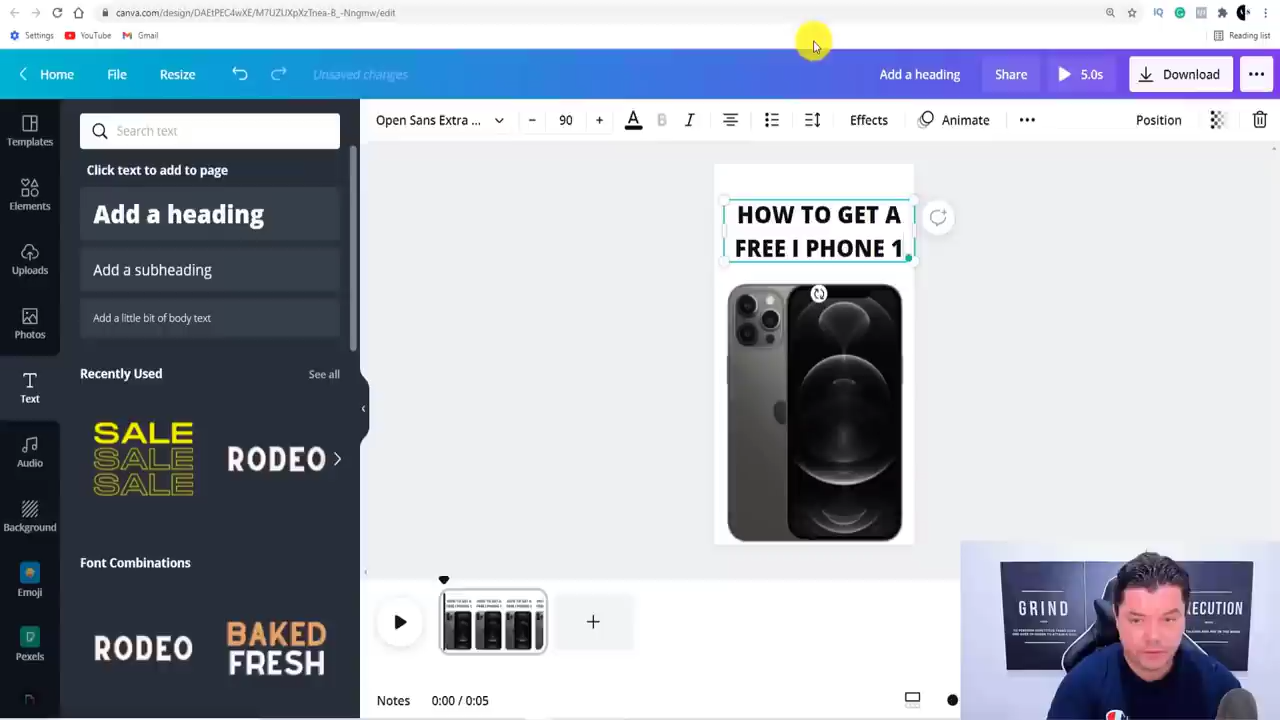 canva.com/design/DAEtPEC4wXE/M7UZUXpXzTnea-B_-Nngmw/edit
Settings
YouTube
Gmail
Reading list
Home
File
Resize
Unsaved changes
Add a heading
Share
5.0s
Download
Templates
Elements
Uploads
Photos
Text
Audio
Background
Emoji
Pexels
Search text
Click text to add to page
Add a heading
Add a subheading
Add a little bit of body text
Recently Used
See all
SALE
SALE
SALE
RODEO
Font Combinations
RODEO
BAKED
FRESH
Open Sans Extra ...
90
A
B
I
Effects
Animate
Position
HOW TO GET A
FREE I PHONE 1
Notes
0:00 / 0:05
GRIND